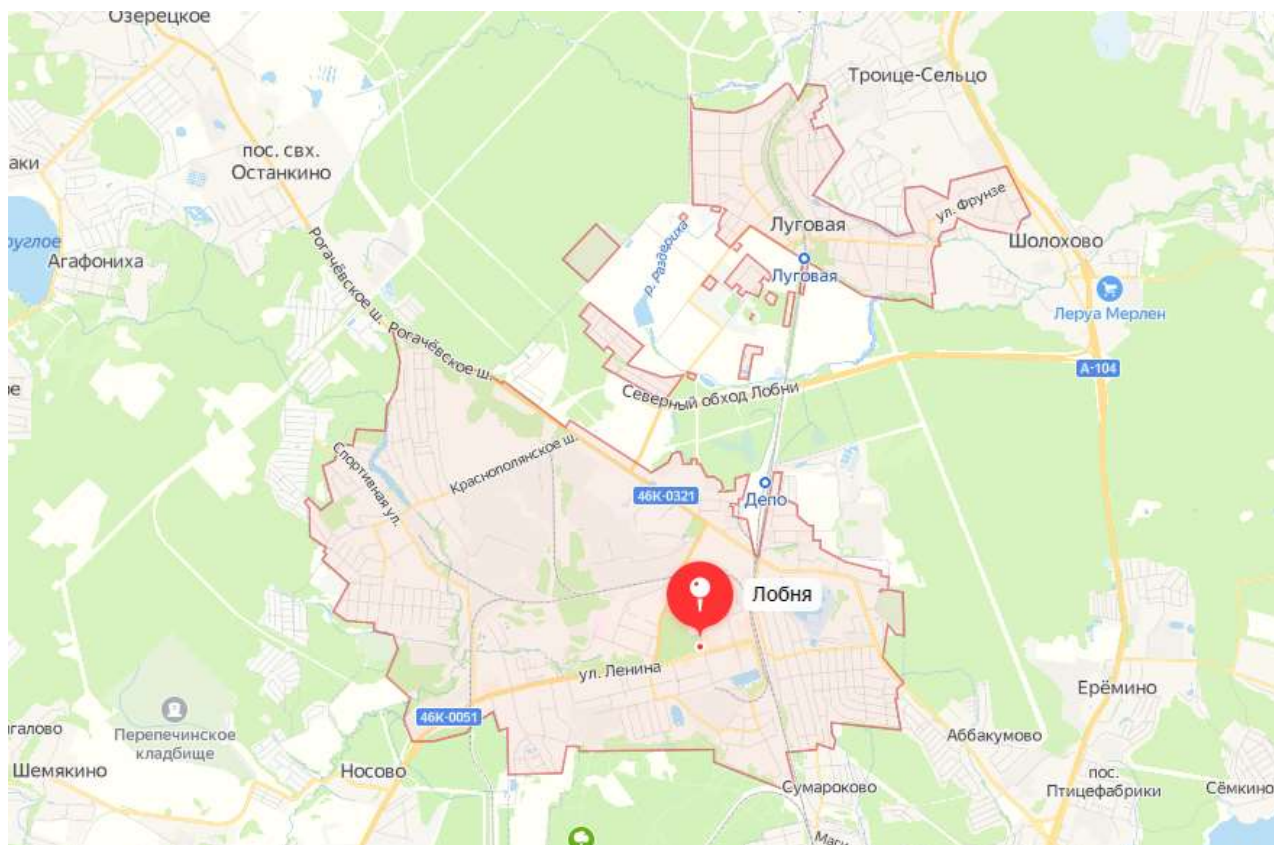 Озерецкое
Троице-Сельцо
пос. свх.
Останкино
аки
ул. Фрунзе
Луговая
Шолохово
р. Раздериха
руглое
Агафониха
Луговая
Рогачёвское ш.
Леруа Мерлен
Рогачёвское ш.
А-104
Северный обход Лобни
ое
Краснополянское ш.
Спортивная ул.
46К-0321
Депо
Лобня
ул. Ленина
Ерёмино
46К-0051
галово
Перепечинское
кладбище
Аббакумово
Шемякино
Носово
Сумароково
пос.
Птицефабрики
Сёмкино